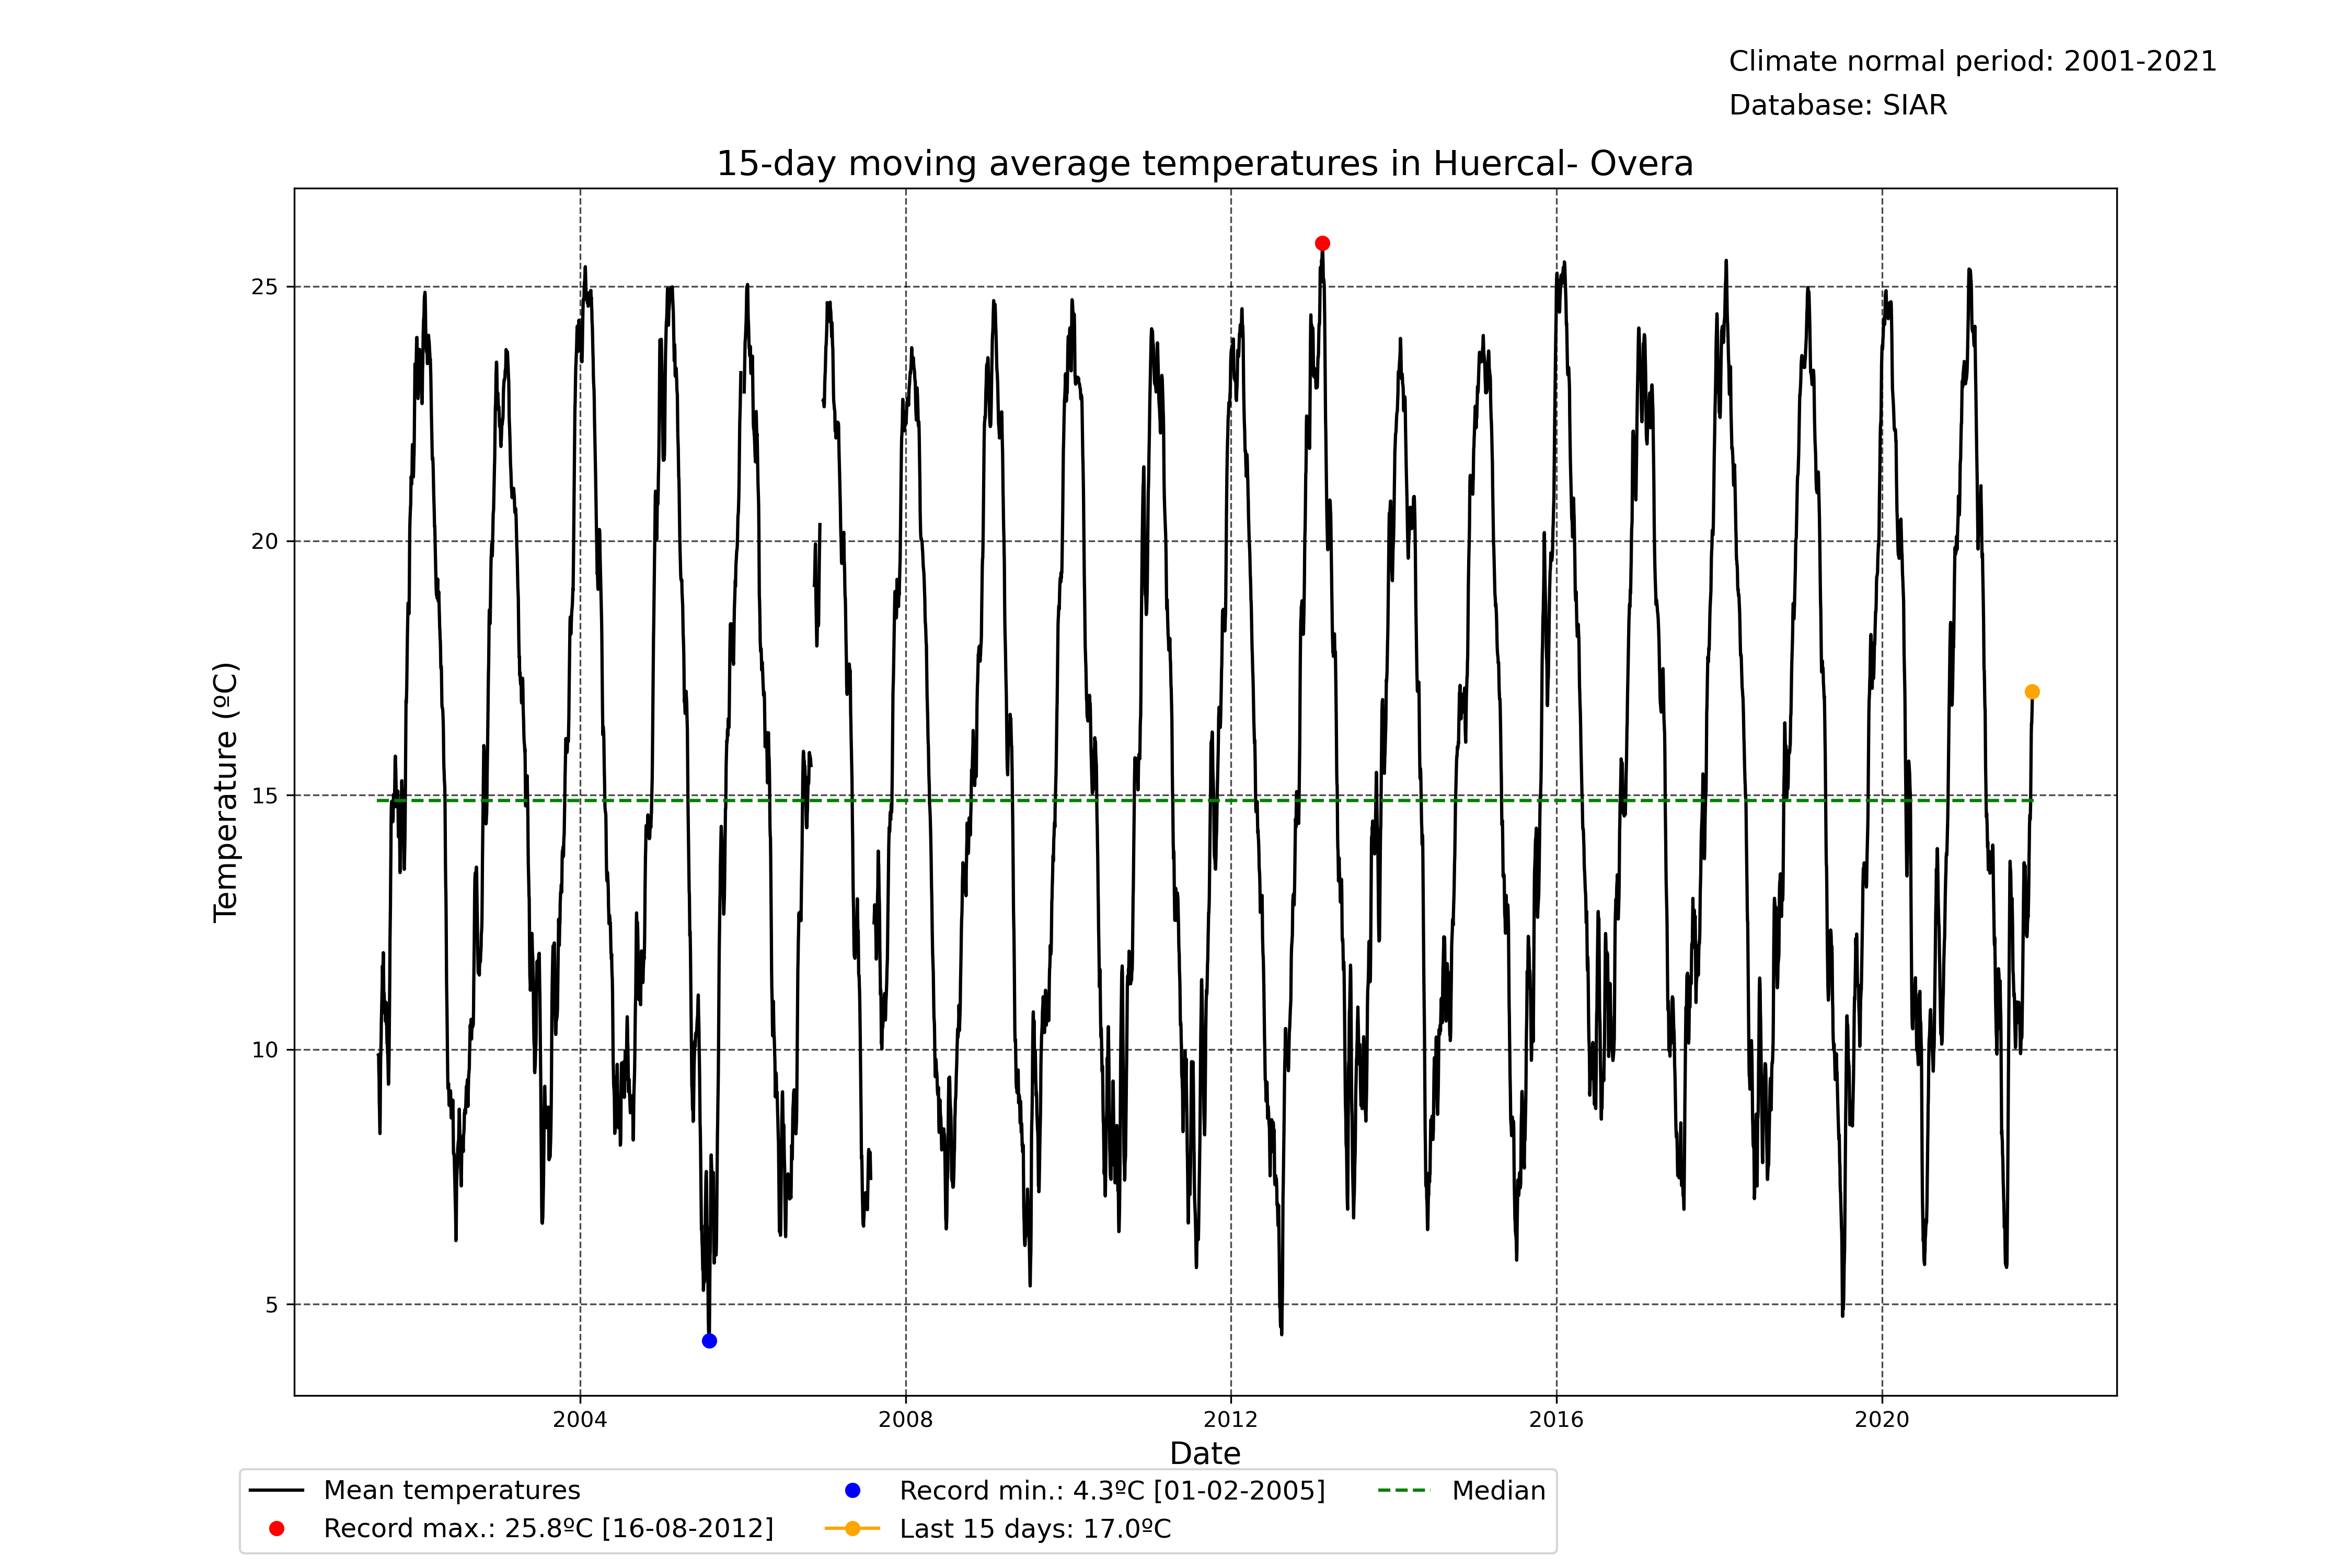 Climate normal period: 2001-2021
Database: SIAR
15-day moving average temperatures in Huercal- Overa
25
20
15
10
5
Temperature (ºC)
2004 2008 2012 2016 2020
Date
Mean temperatures
Record max.: 25.8ºC [16-08-2012]
Record min.: 4.3ºC [01-02-2005]
Last 15 days: 17.0ºC
Median